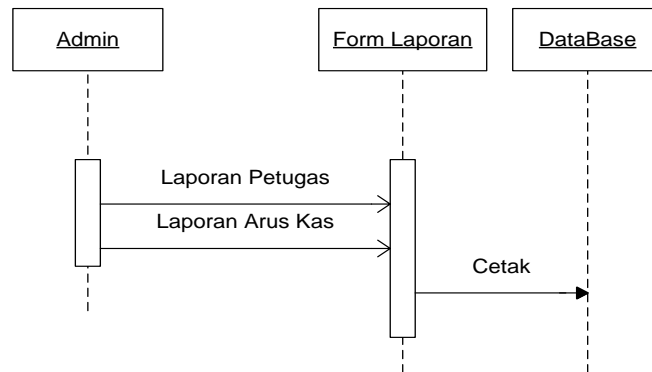 Admin
Form Laporan
DataBase
Laporan Petugas
Laporan Arus Kas
Cetak